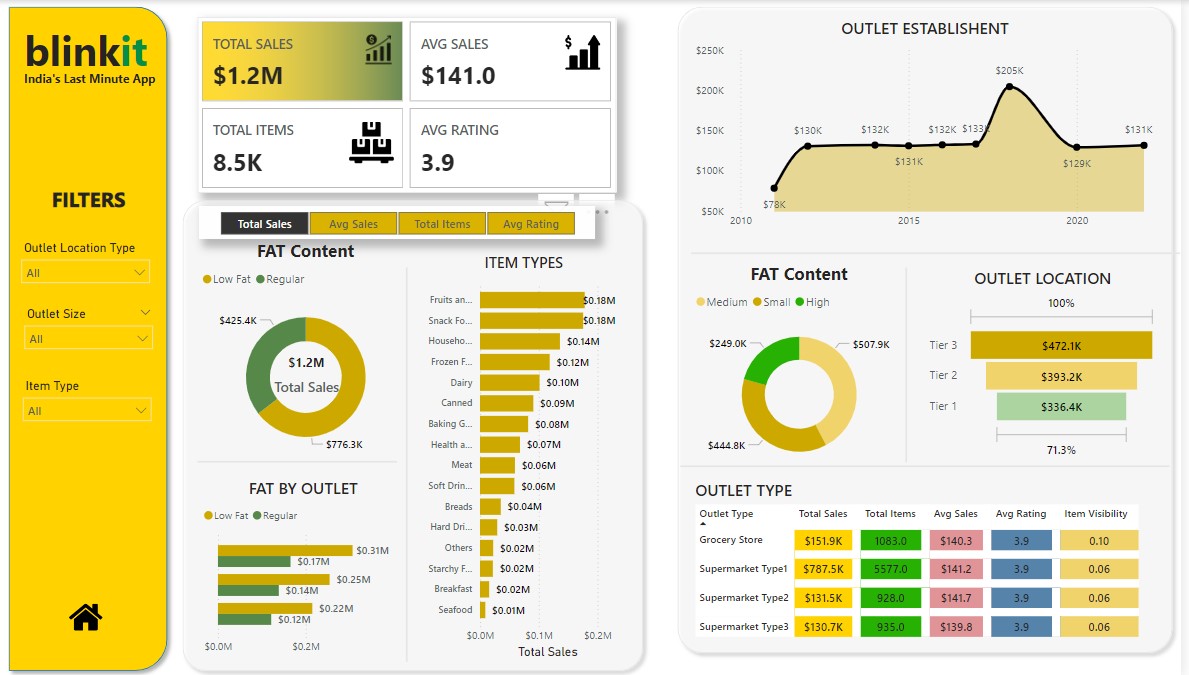 blinkit
India's Last Minute App
FILTERS
Outlet Location Type
All
Outlet Size
All
Item Type
All
TOTAL SALES
$1.2M
$
AVG SALES
$141.0
$
TOTAL ITEMS
8.5K
AVG RATING
3.9
Total Sales
Avg Sales
Total Items
Avg Rating
FAT Content
Low Fat Regular
$425.4K
$1.2M
Total Sales
$776.3K
FAT BY OUTLET
Low Fat Regular
$0.31M
$0.17M
$0.25M
$0.14M
$0.22M
$0.12M
$0.0M $0.2M
ITEM TYPES
Fruits an... $0.18M
Snack Fo... $0.18M
Househo... $0.14M
Frozen F... $0.12M
Dairy $0.10M
Canned $0.09M
Baking G... $0.08M
Health a... $0.07M
Meat $0.06M
Soft Drin... $0.06M
Breads $0.04M
Hard Dri... $0.03M
Others $0.02M
Starchy F... $0.02M
Breakfast $0.02M
Seafood $0.01M
$0.0M $0.1M $0.2M
Total Sales
OUTLET ESTABLISHENT
$250K
$200K
$150K
$100K
$50K
$78K
$130K
$132K
$131K
$132K
$133K
$205K
$129K
$131K
2010 2015 2020
FAT Content
Medium Small High
$249.0K
$507.9K
$444.8K
OUTLET LOCATION
100%
Tier 3 $472.1K
Tier 2 $393.2K
Tier 1 $336.4K
71.3%
OUTLET TYPE
Outlet Type Total Sales Total Items Avg Sales Avg Rating Item Visibility
Grocery Store $151.9K 1083.0 $140.3 3.9 0.10
Supermarket Type1 $787.5K 5577.0 $141.2 3.9 0.06
Supermarket Type2 $131.5K 928.0 $141.7 3.9 0.06
Supermarket Type3 $130.7K 935.0 $139.8 3.9 0.06